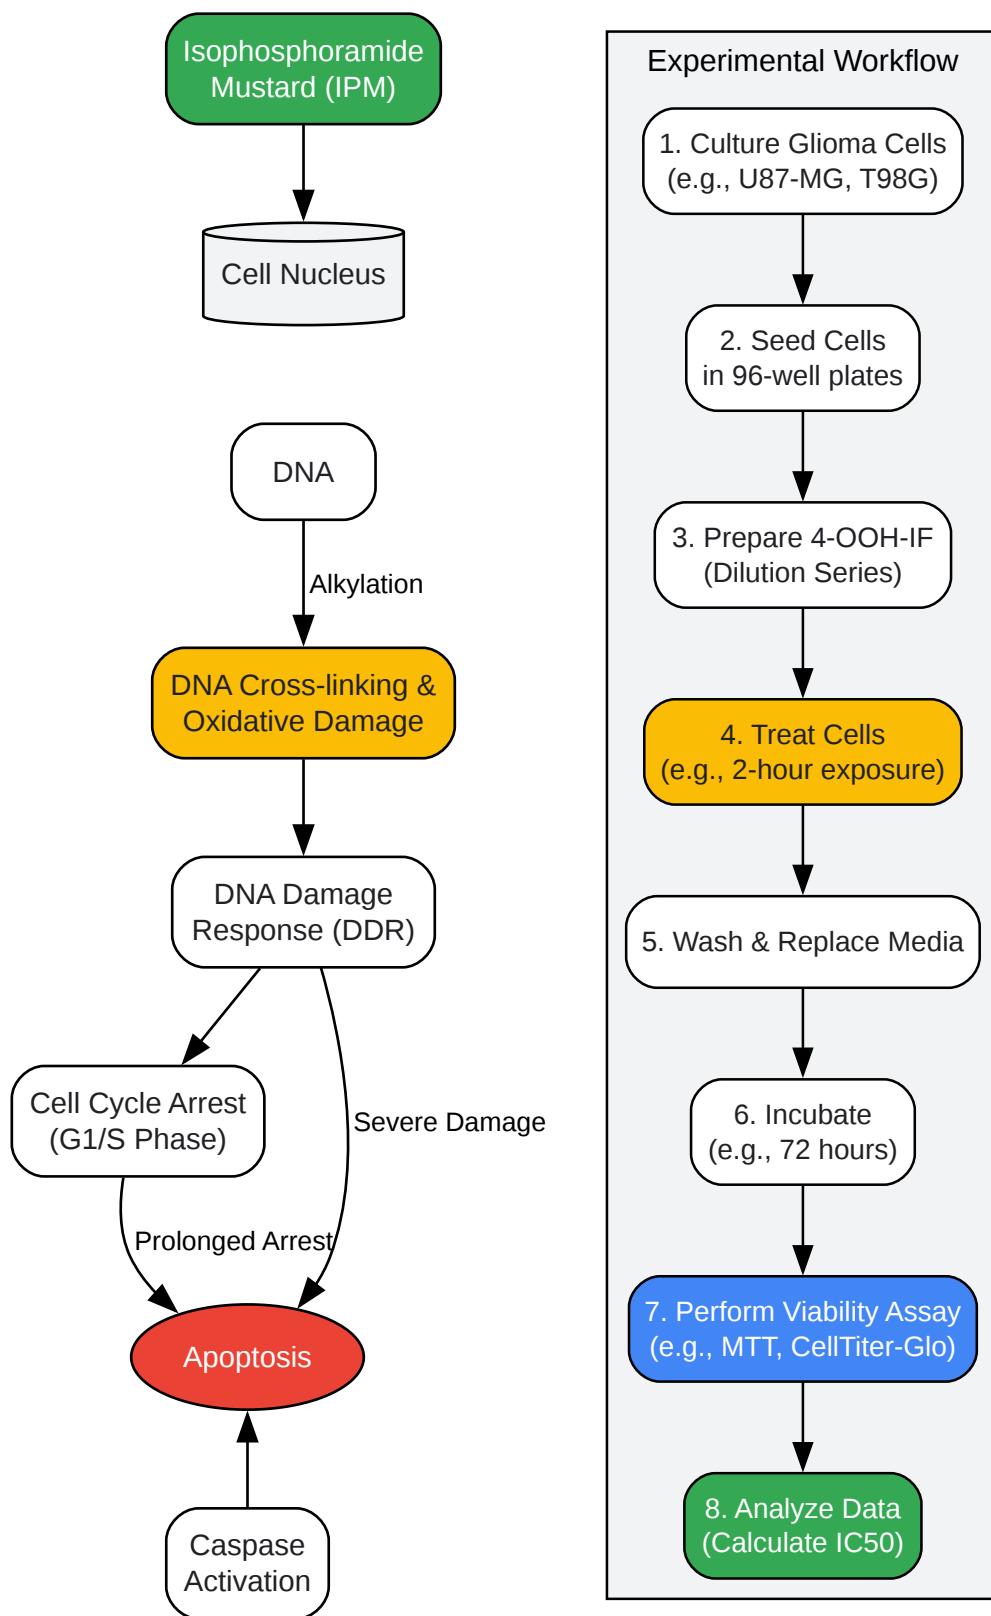 Isophosphoramide
Mustard (IPM)
Cell Nucleus
DNA
Alkylation
DNA Cross-linking &
Oxidative Damage
DNA Damage
Response (DDR)
Cell Cycle Arrest
(G1/S Phase)
Severe Damage
Prolonged Arrest
Apoptosis
Caspase
Activation
Experimental Workflow
1. Culture Glioma Cells
(e.g., U87-MG, T98G)
2. Seed Cells
in 96-well plates
3. Prepare 4-OOH-IF
(Dilution Series)
4. Treat Cells
(e.g., 2-hour exposure)
5. Wash & Replace Media
6. Incubate
(e.g., 72 hours)
7. Perform Viability Assay
(e.g., MTT, CellTiter-Glo)
8. Analyze Data
(Calculate IC50)